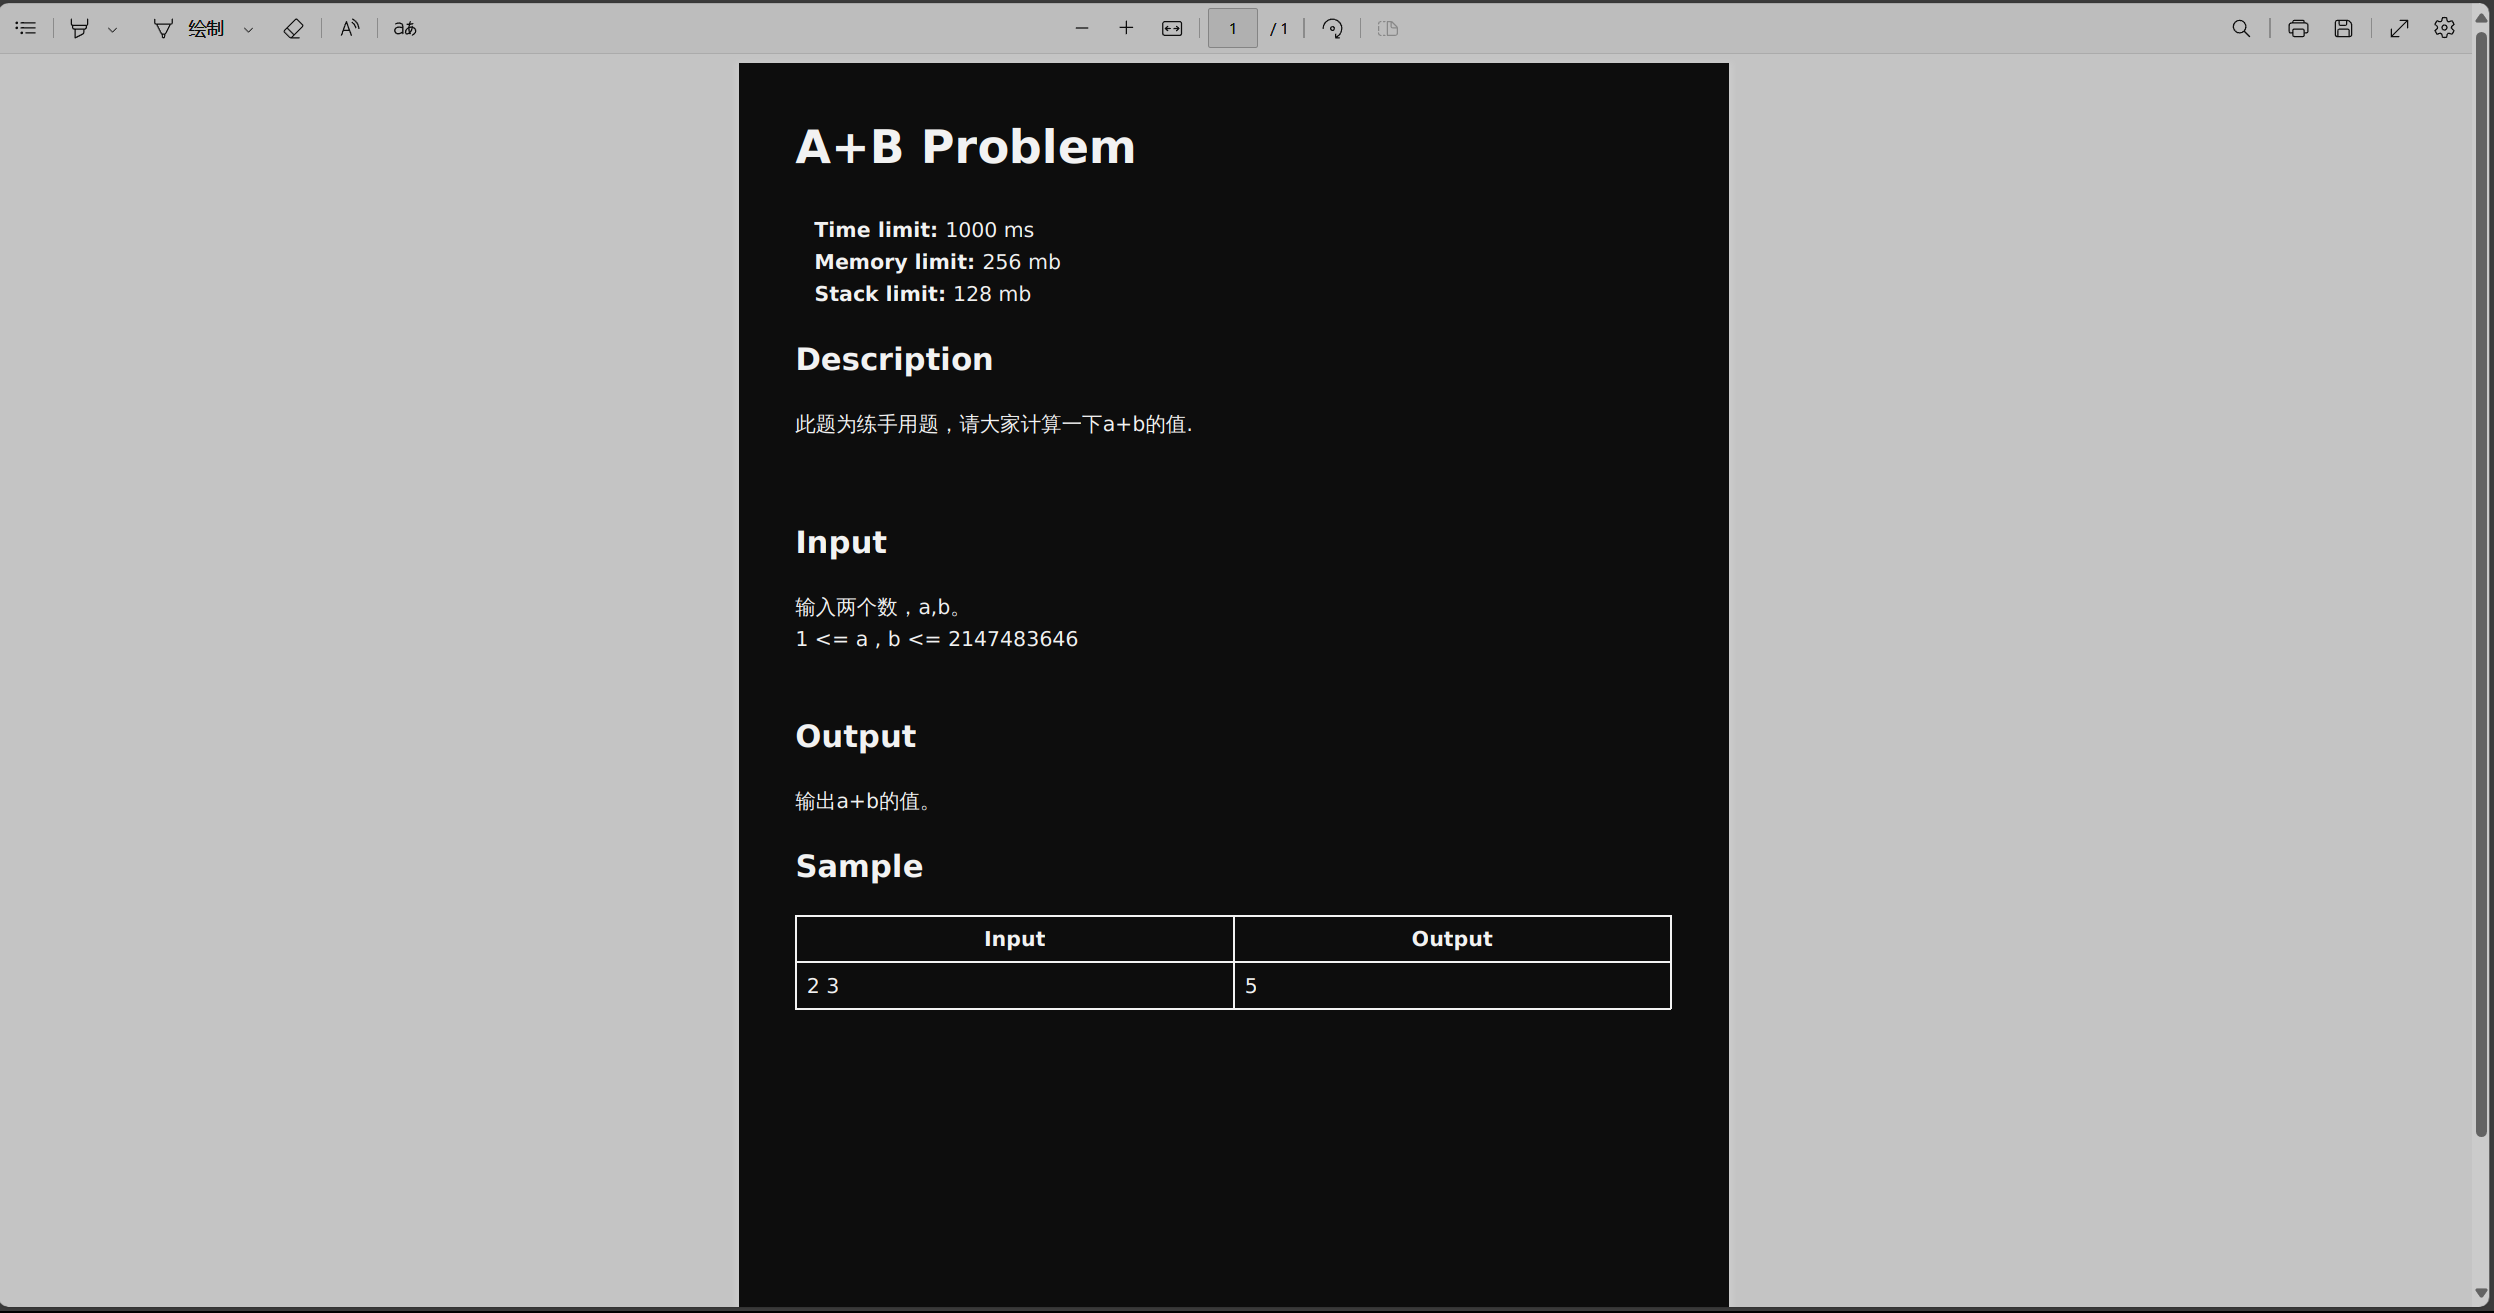 绘制
aあ
1
/ 1
A+B Problem
Time limit: 1000 ms
Memory limit: 256 mb
Stack limit: 128 mb
Description
此题为练手用题，请大家计算一下a+b的值.
Input
输入两个数，a,b。
1 <= a , b <= 2147483646
Output
输出a+b的值。
Sample
Input Output
2 3 5